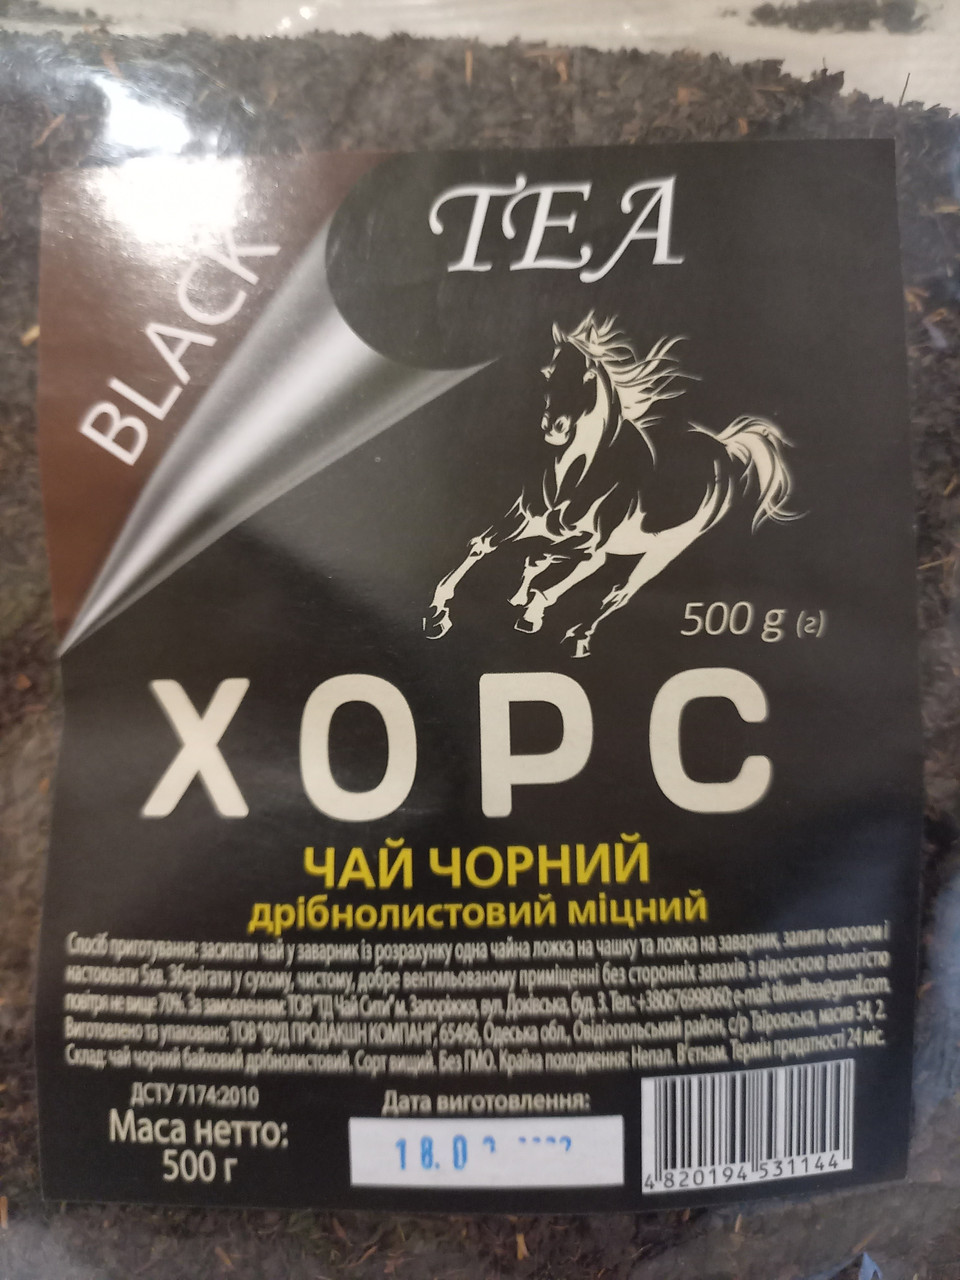 BLACK
TEA
500 g (г)
ХОРС
ЧАЙ ЧОРНИЙ
дрібнолистовий міцний
Спосіб приготування: засипати чай у заварник із розрахунку одна чайна ложка на чашку та ложка на заварник, залити окропом і
настоювати 5хв. Зберігати у сухому, чистому, добре вентильованому приміщенні без сторонніх запахів з відносною вологістю
повітря не вище 70%. За замовленням: ТОВ "ТД Чай Сити" м. Запоріжжя, вул. Доківська, буд. 3. Тел.: +380676998060; e-mail:
Виготовлено та упаковано: ТОВ "ФУД ПРОДАКШН КОМПАНІ", 65496, Одеська обл., Овідіопольський район, с/р Таїровська, масив 34, 2.
Склад: чай чорний байховий дрібнолистовий. Сорт вищий. Без ГМО. Країна походження: Непал. В'єтнам. Термін придатності 24 міс.
ДСТУ 7174:2010
Маса нетто:
500 г
Дата виготовлення:
18.0
4 820194 531144